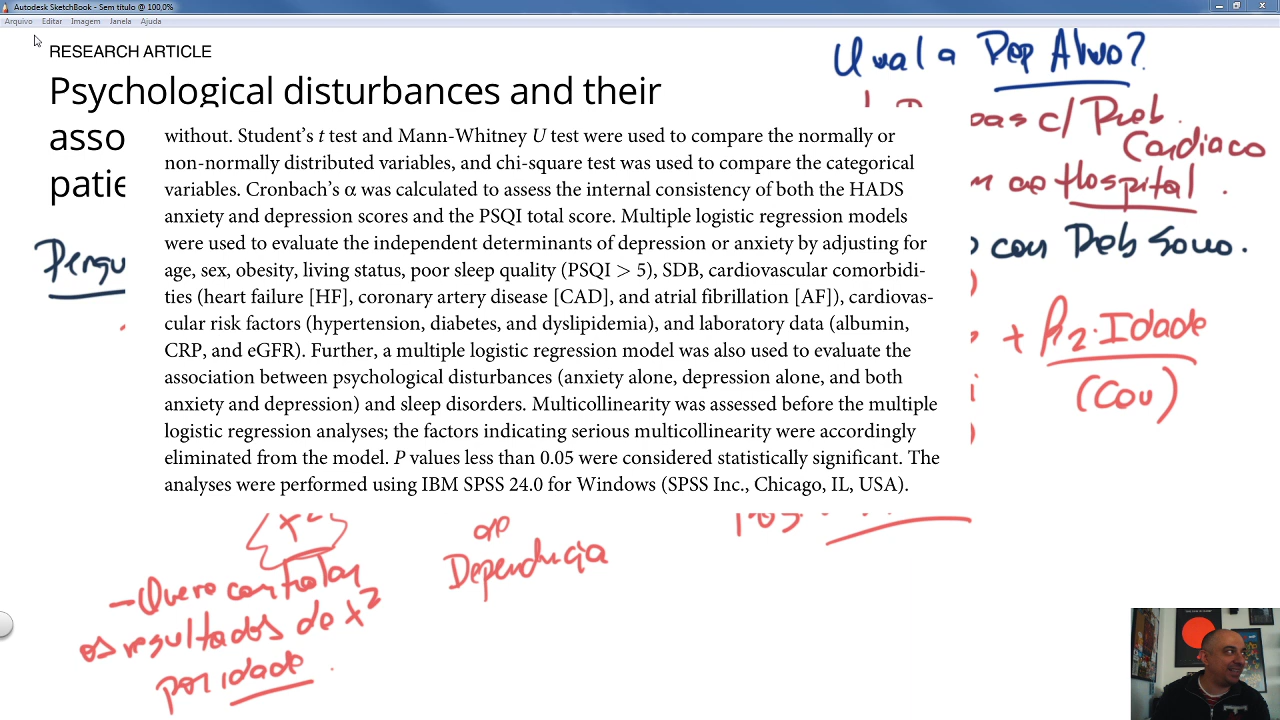 Autodesk SketchBook - Sem título @ 100,0%
Arquivo Editar Imagem Janela Ajuda
RESEARCH ARTICLE
Psychological disturbances and their
asso
patie
Qual a Pop Alvo?
oas c/ Prob.
Cardiaco
m ao Hospital.
o com Prob Sono.
Pergu
without. Student's t test and Mann-Whitney U test were used to compare the normally or
non-normally distributed variables, and chi-square test was used to compare the categorical
variables. Cronbach's α was calculated to assess the internal consistency of both the HADS
anxiety and depression scores and the PSQI total score. Multiple logistic regression models
were used to evaluate the independent determinants of depression or anxiety by adjusting for
age, sex, obesity, living status, poor sleep quality (PSQI > 5), SDB, cardiovascular comorbidi-
ties (heart failure [HF], coronary artery disease [CAD], and atrial fibrillation [AF]), cardiovas-
cular risk factors (hypertension, diabetes, and dyslipidemia), and laboratory data (albumin,
CRP, and eGFR). Further, a multiple logistic regression model was also used to evaluate the
association between psychological disturbances (anxiety alone, depression alone, and both
anxiety and depression) and sleep disorders. Multicollinearity was assessed before the multiple
logistic regression analyses; the factors indicating serious multicollinearity were accordingly
eliminated from the model. P values less than 0.05 were considered statistically significant. The
analyses were performed using IBM SPSS 24.0 for Windows (SPSS Inc., Chicago, IL, USA).
+ β2.Idade
(Cov)
X2
- Quero controlar
os resultados do x²
por idade.
Dependência